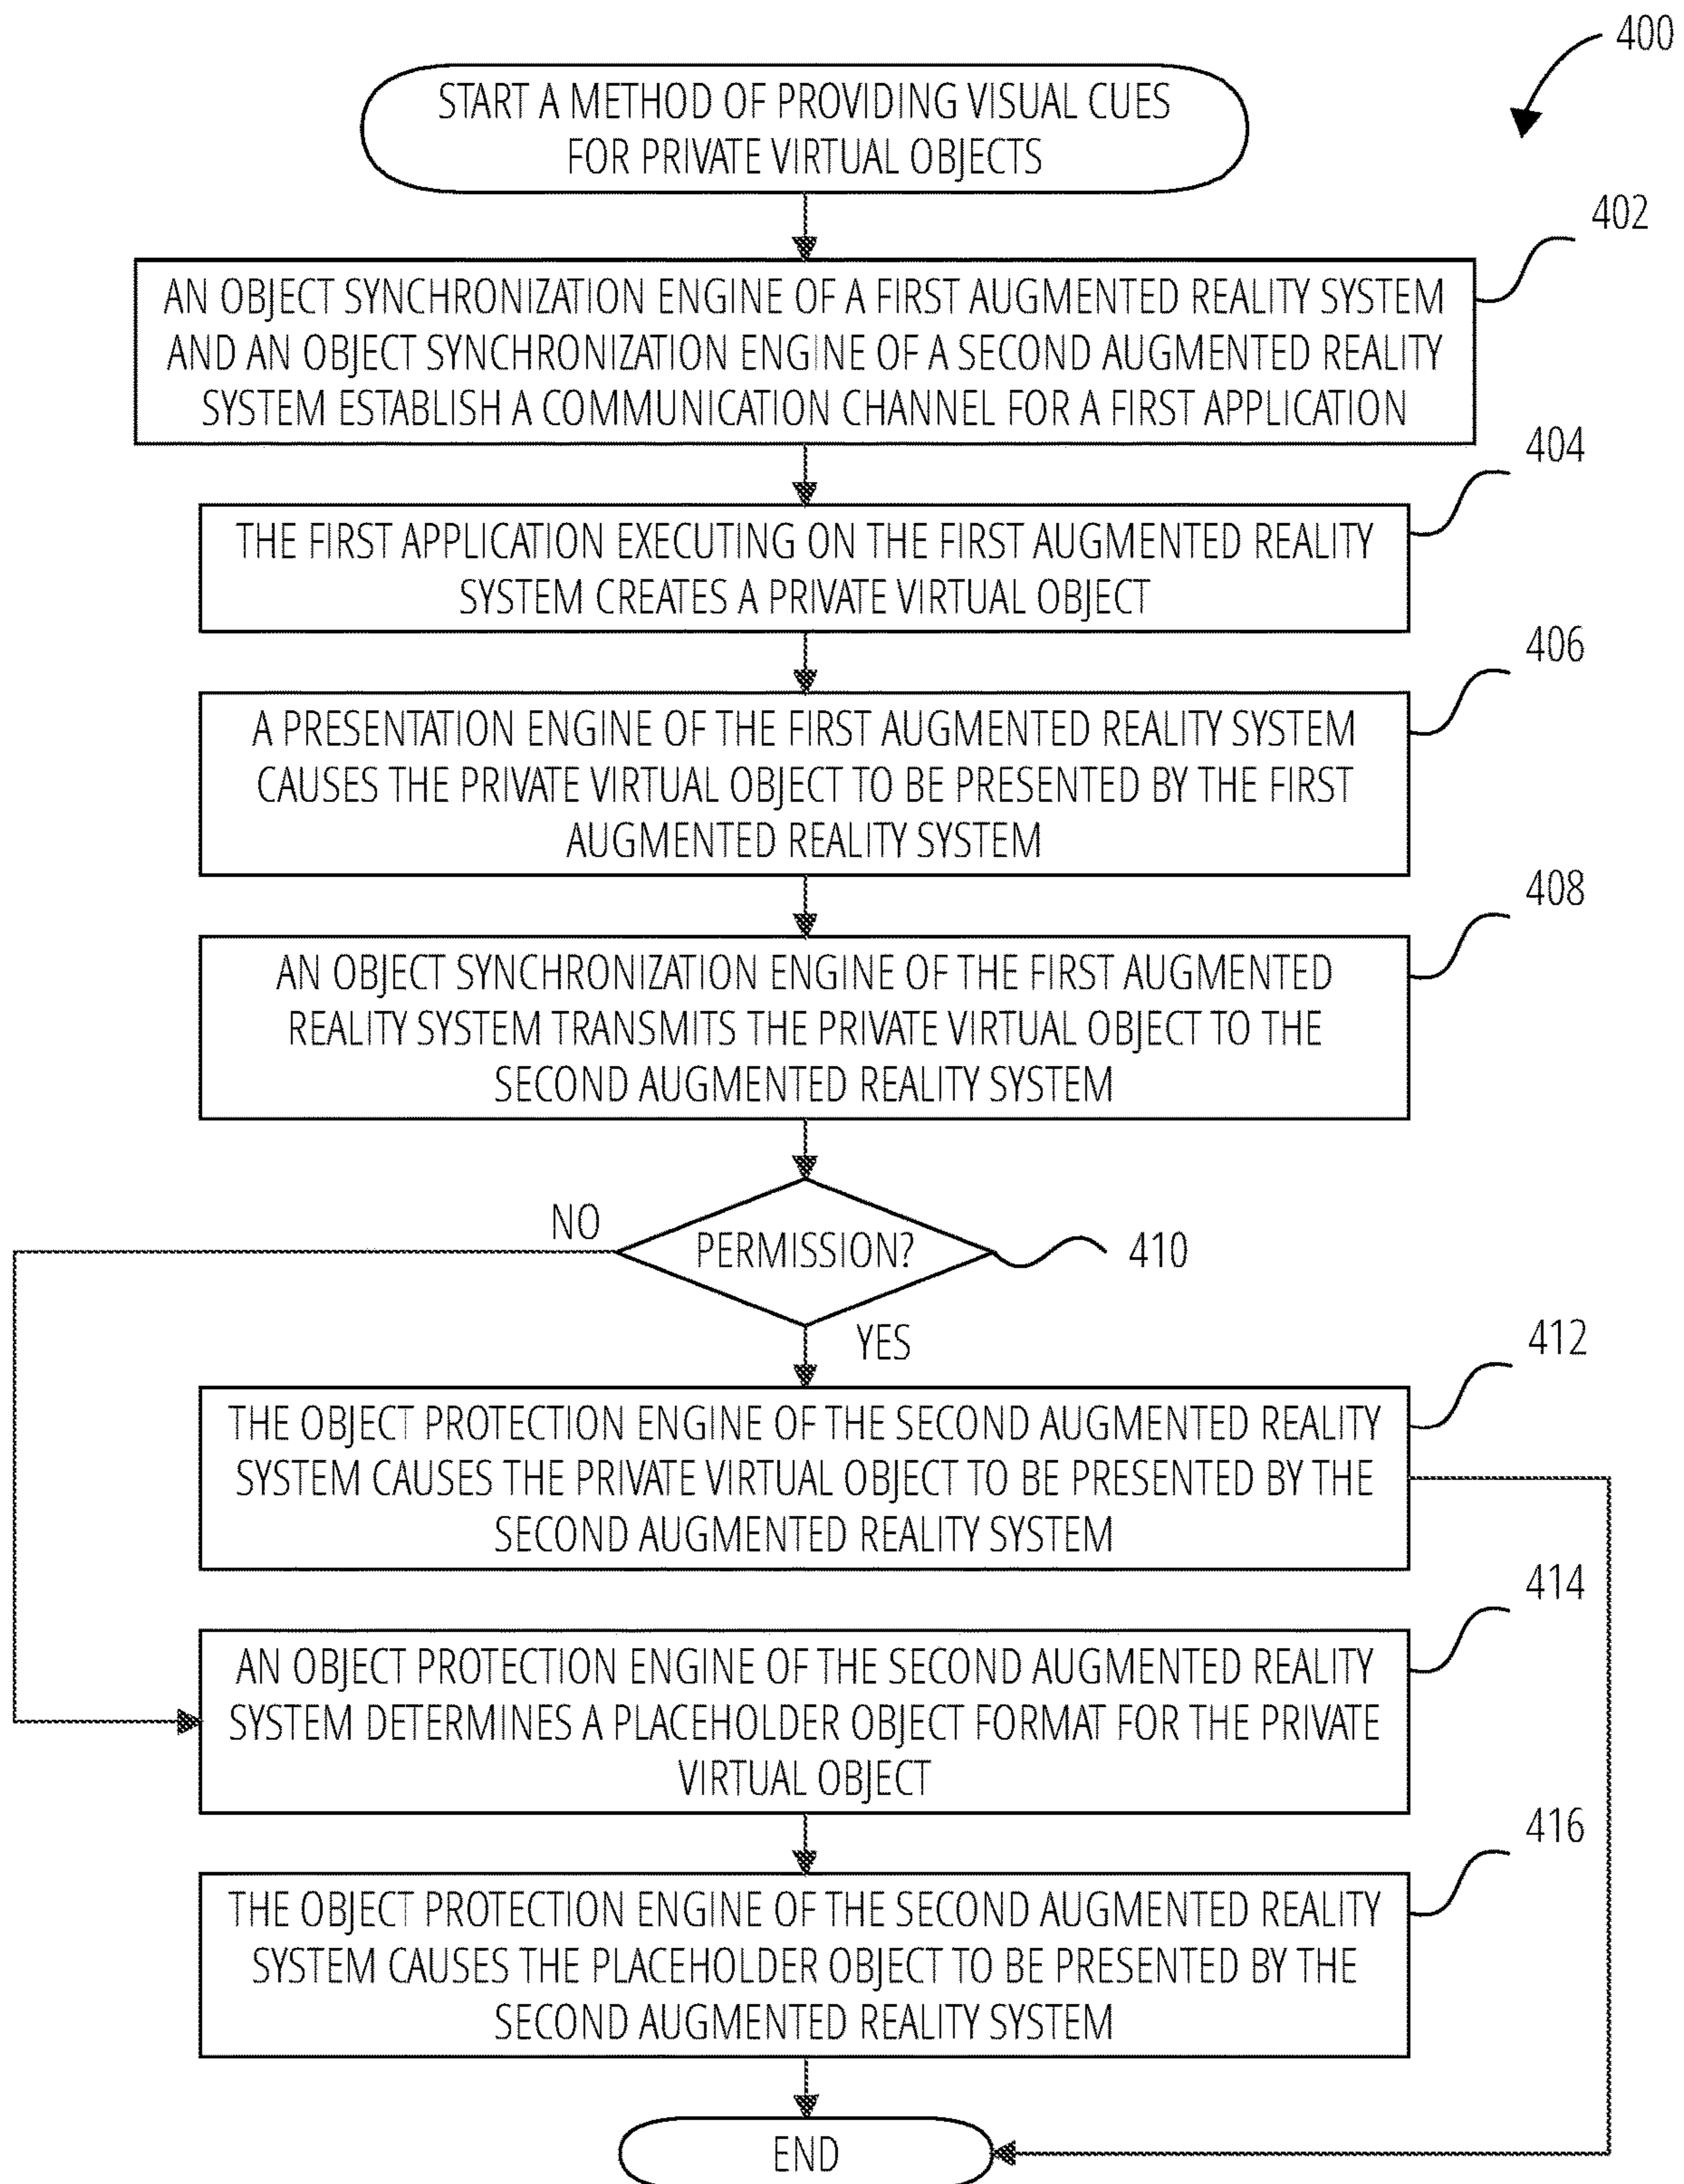 400
START A METHOD OF PROVIDING VISUAL CUES
FOR PRIVATE VIRTUAL OBJECTS
402
AN OBJECT SYNCHRONIZATION ENGINE OF A FIRST AUGMENTED REALITY SYSTEM
AND AN OBJECT SYNCHRONIZATION ENGINE OF A SECOND AUGMENTED REALITY
SYSTEM ESTABLISH A COMMUNICATION CHANNEL FOR A FIRST APPLICATION
404
THE FIRST APPLICATION EXECUTING ON THE FIRST AUGMENTED REALITY
SYSTEM CREATES A PRIVATE VIRTUAL OBJECT
406
A PRESENTATION ENGINE OF THE FIRST AUGMENTED REALITY SYSTEM
CAUSES THE PRIVATE VIRTUAL OBJECT TO BE PRESENTED BY THE FIRST
AUGMENTED REALITY SYSTEM
408
AN OBJECT SYNCHRONIZATION ENGINE OF THE FIRST AUGMENTED
REALITY SYSTEM TRANSMITS THE PRIVATE VIRTUAL OBJECT TO THE
SECOND AUGMENTED REALITY SYSTEM
NO
PERMISSION?
410
YES
412
THE OBJECT PROTECTION ENGINE OF THE SECOND AUGMENTED REALITY
SYSTEM CAUSES THE PRIVATE VIRTUAL OBJECT TO BE PRESENTED BY THE
SECOND AUGMENTED REALITY SYSTEM
414
AN OBJECT PROTECTION ENGINE OF THE SECOND AUGMENTED REALITY
SYSTEM DETERMINES A PLACEHOLDER OBJECT FORMAT FOR THE PRIVATE
VIRTUAL OBJECT
416
THE OBJECT PROTECTION ENGINE OF THE SECOND AUGMENTED REALITY
SYSTEM CAUSES THE PLACEHOLDER OBJECT TO BE PRESENTED BY THE
SECOND AUGMENTED REALITY SYSTEM
END